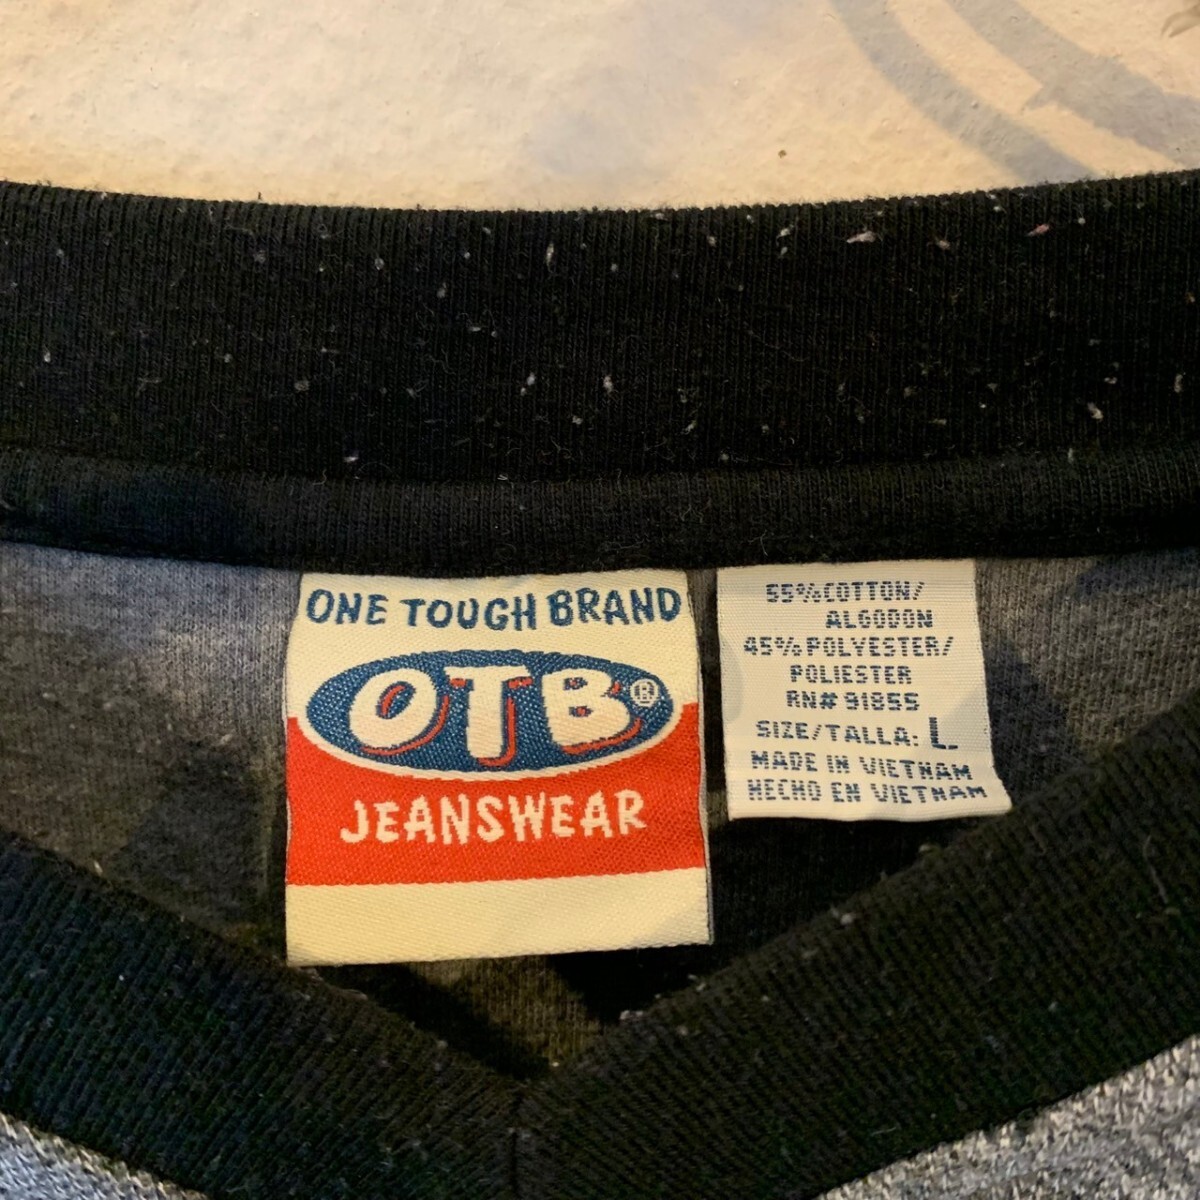 ONE TOUGH BRAND
OTB®
JEANSWEAR
55% COTTON/
ALGODON
45% POLYESTER/
POLIESTER
RN# 91855
SIZE/TALLA: L
MADE IN VIETNAM
HECHO EN VIETNAM